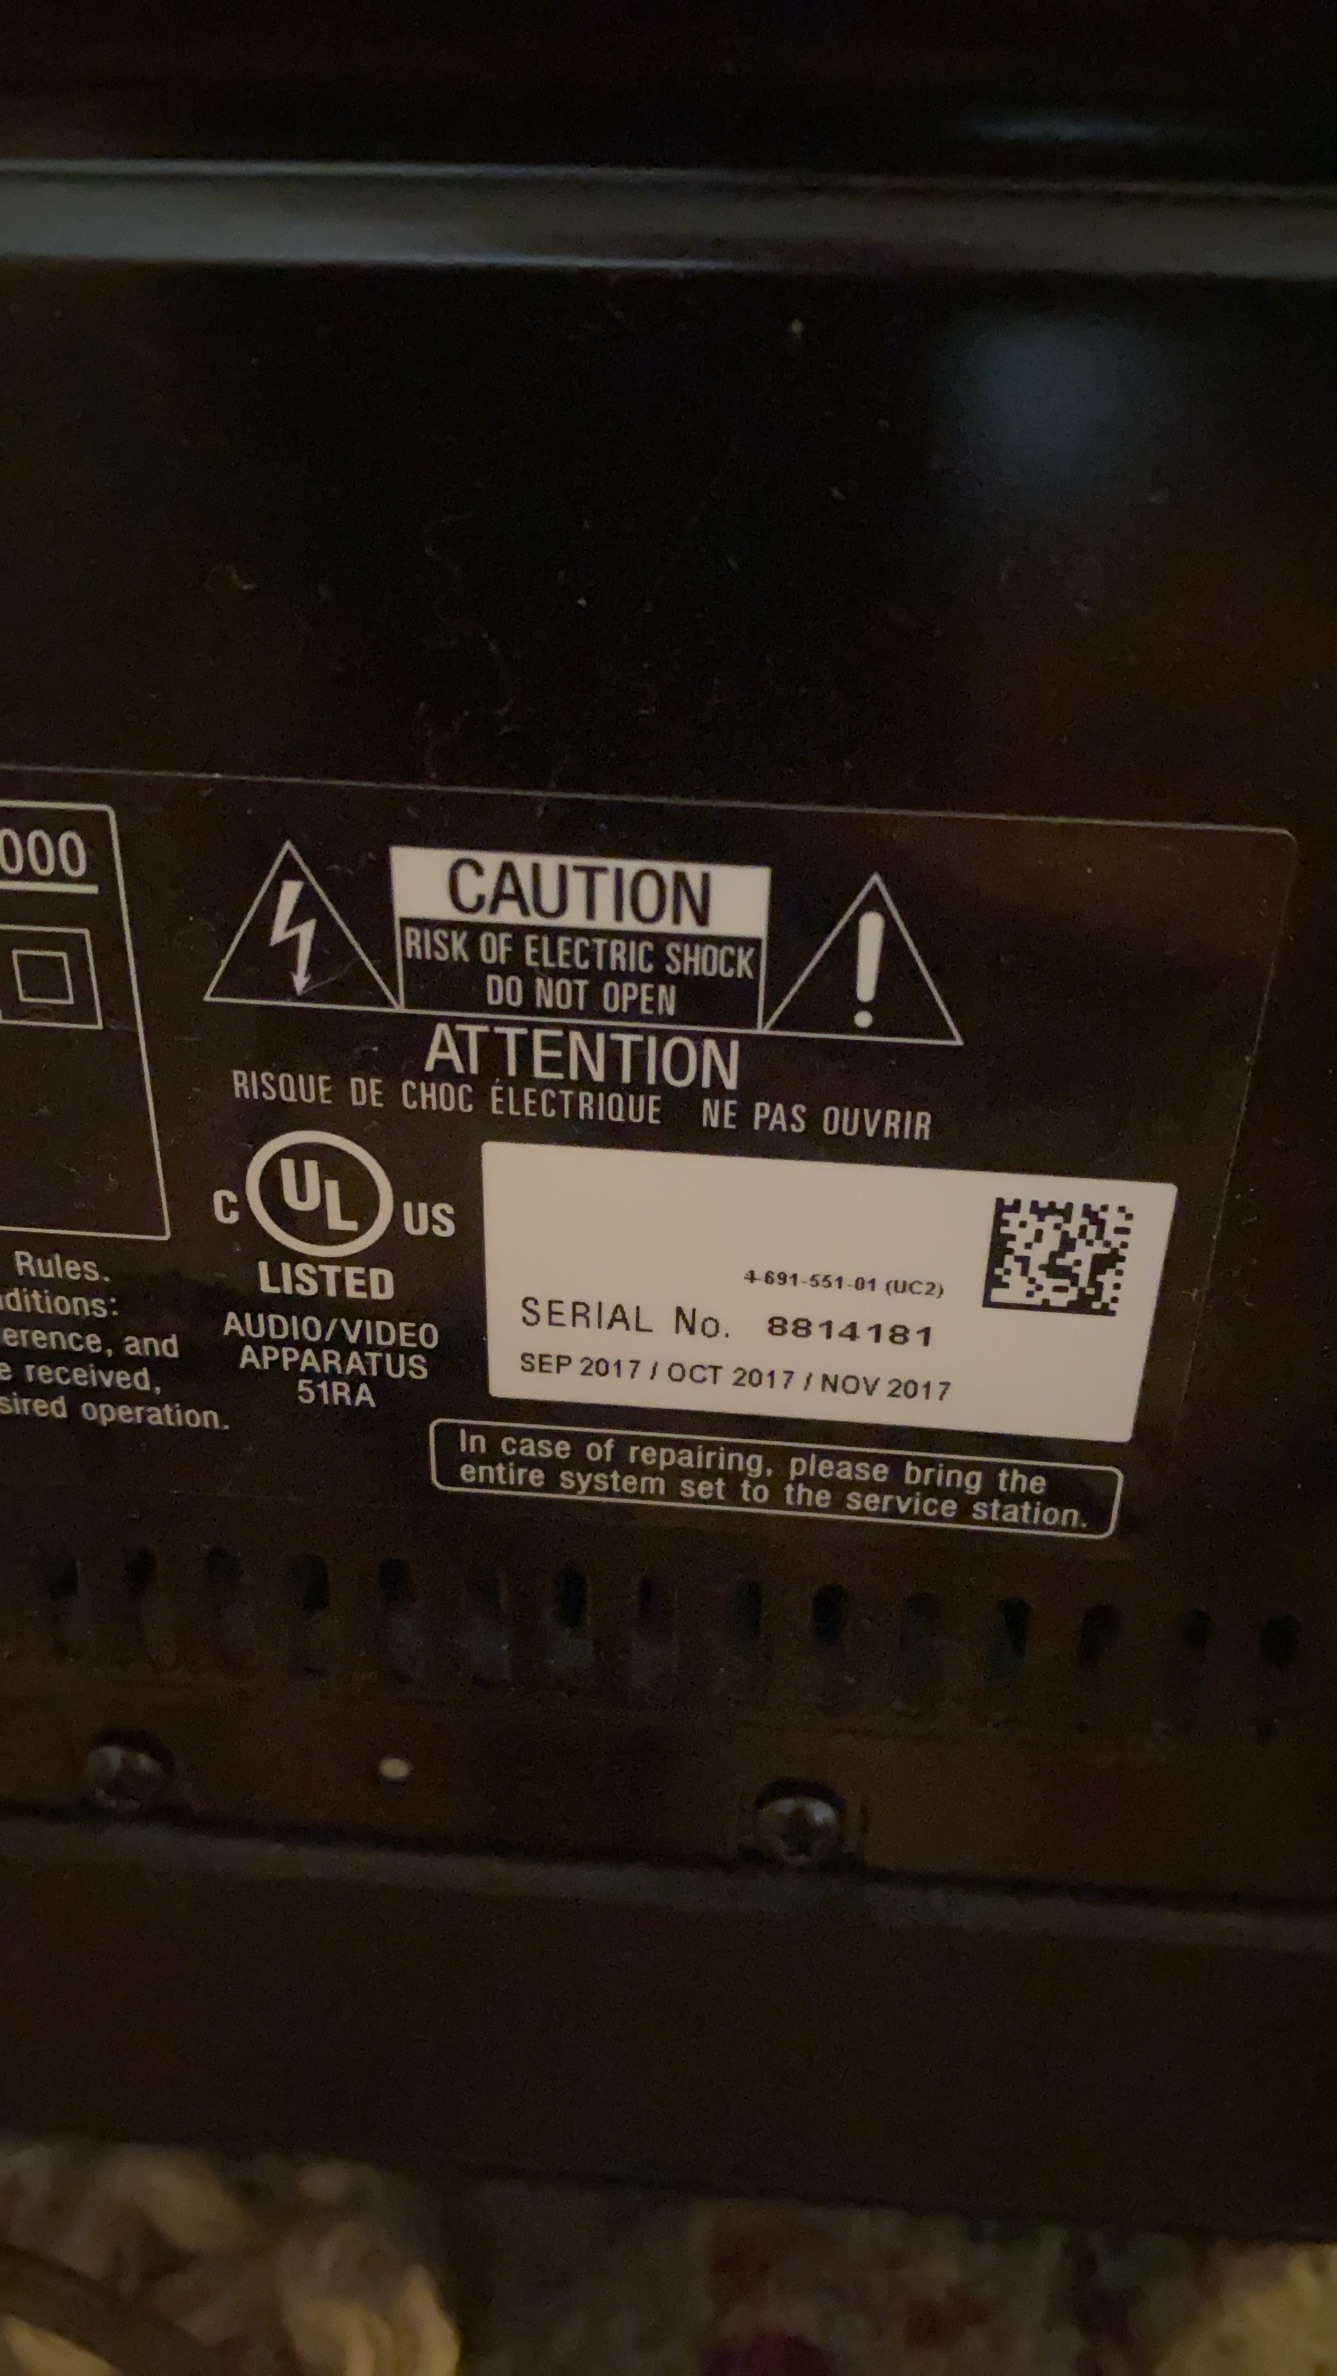 000
CAUTION
RISK OF ELECTRIC SHOCK
DO NOT OPEN
ATTENTION
RISQUE DE CHOC ÉLECTRIQUE NE PAS OUVRIR
C UL US
LISTED
AUDIO/VIDEO
APPARATUS
51RA
Rules.
ditions:
erence, and
e received,
sired operation.
4-691-551-01 (UC2)
SERIAL No. 8814181
SEP 2017 / OCT 2017 / NOV 2017
In case of repairing, please bring the
entire system set to the service station.